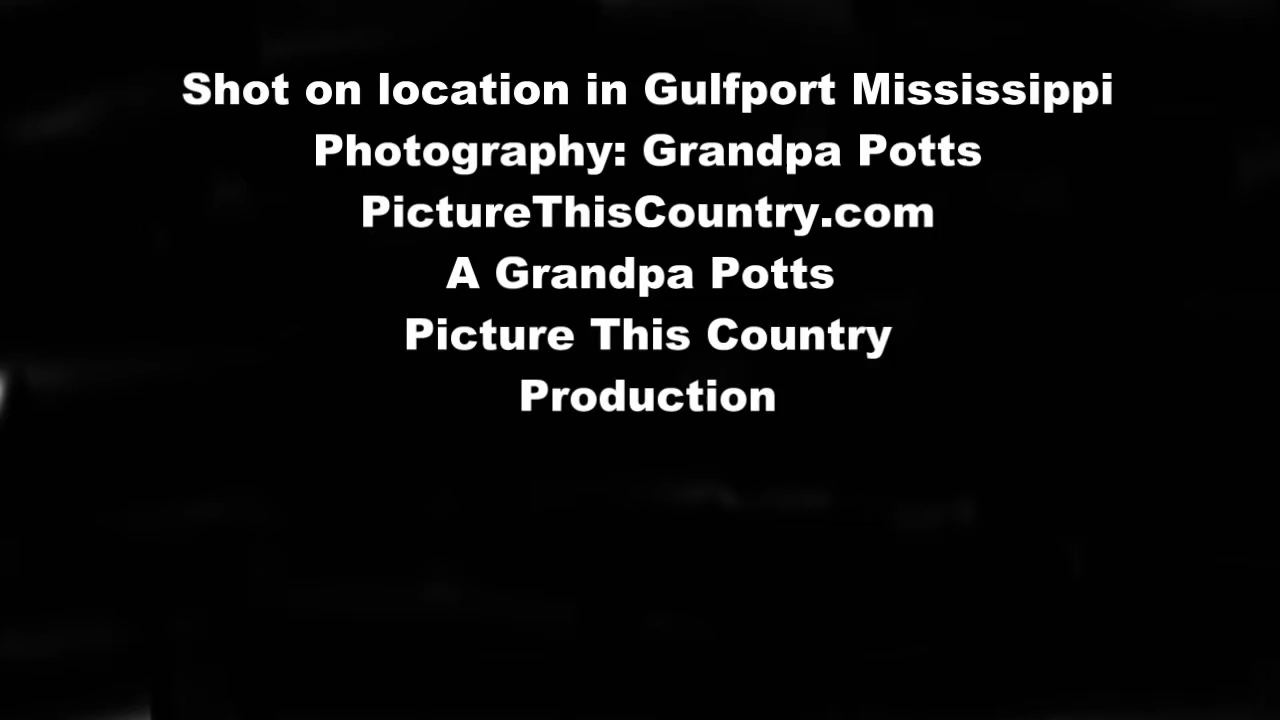 Shot on location in Gulfport Mississippi
Photography: Grandpa Potts
PictureThisCountry.com
A Grandpa Potts
Picture This Country
Production